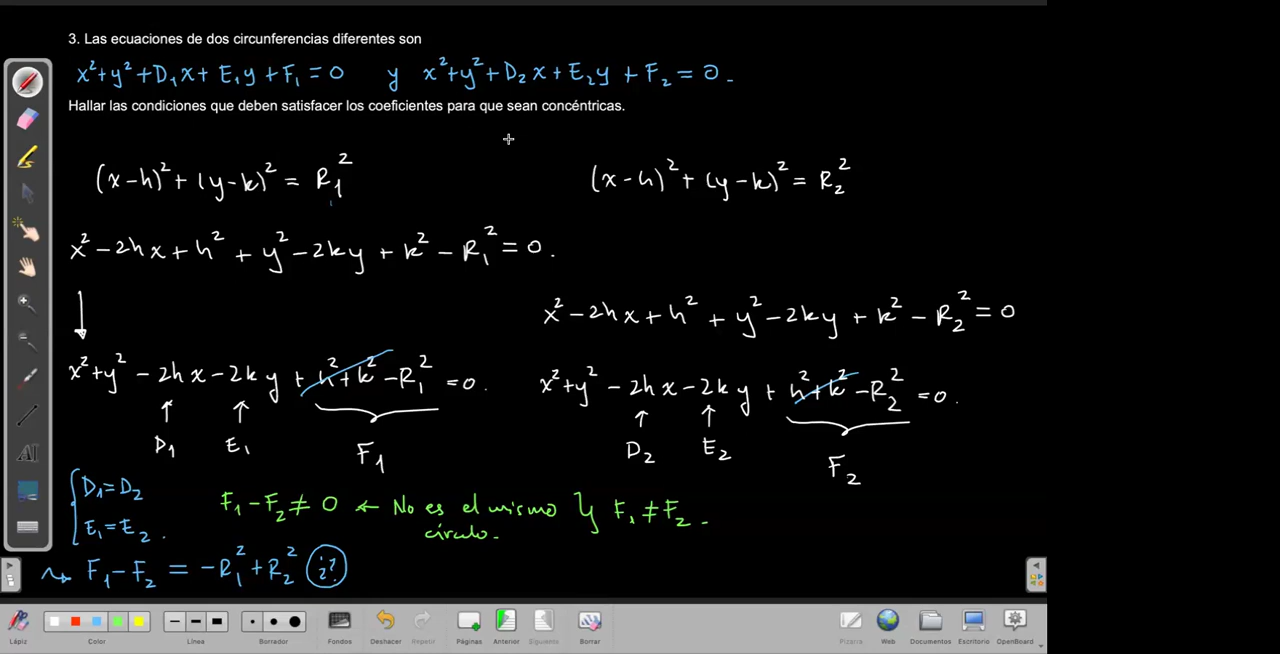 3. Las ecuaciones de dos circunferencias diferentes son
x²+y²+D₁x+E₁y+F₁=0 y x²+y²+D₂x+E₂y+F₂=0.
Hallar las condiciones que deben satisfacer los coeficientes para que sean concéntricas.
(x-h)²+(y-k)²=R₁² (x-h)²+(y-k)²=R₂²
x²-2hx+h²+y²-2ky+k²-R₁²=0.
x²-2hx+h²+y²-2ky+k²-R₂²=0
x²+y²-2hx-2ky+h²+k²-R₁²=0. x²+y²-2hx-2ky+h²+k²-R₂²=0.
↑ ↑ ↑ ↑
D₁ E₁ F₁ D₂ E₂ F₂
D₁=D₂
E₁=E₂.
F₁-F₂≠0 ← No es el mismo círculo. y F₁≠F₂.
F₁-F₂=-R₁²+R₂² ¿?
Lápiz Color Línea Borrador Fondos Deshacer Repetir Páginas Anterior Siguiente Borrar Pizarra Web Documentos Escritorio OpenBoard